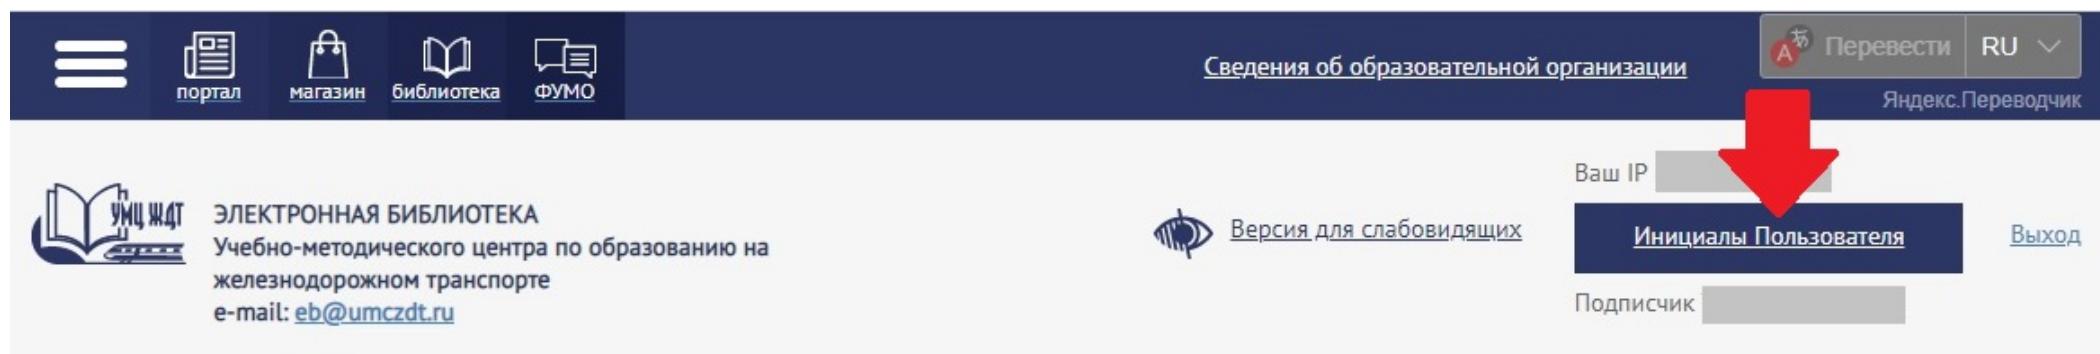 портал
магазин
библиотека
ФУМО
Сведения об образовательной организации
Перевести
RU
Яндекс.Переводчик
УМЦ ЖДТ
ЭЛЕКТРОННАЯ БИБЛИОТЕКА
Учебно-методического центра по образованию на
железнодорожном транспорте
e-mail: eb@umczdt.ru
Версия для слабовидящих
Ваш IP
Инициалы Пользователя
Выход
Подписчик